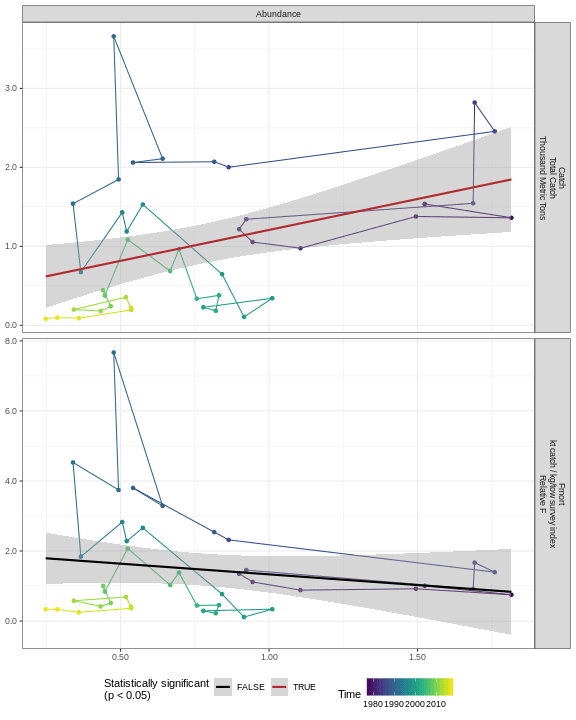 Abundance
3.0
2.0
1.0
0.0
Catch
Total Catch
Thousand Metric Tons
8.0
6.0
4.0
2.0
0.0
Fmort
kt catch / kg/tow survey index
Relative F
0.50
1.00
1.50
Statistically significant
(p < 0.05)
FALSE
TRUE
Time
1980 1990 2000 2010